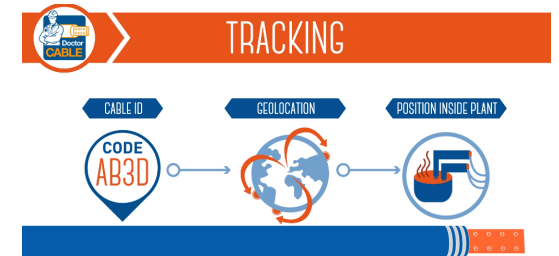 Doctor
CABLE
TRACKING
CABLE ID
GEOLOCATION
POSITION INSIDE PLANT
CODE
AB3D